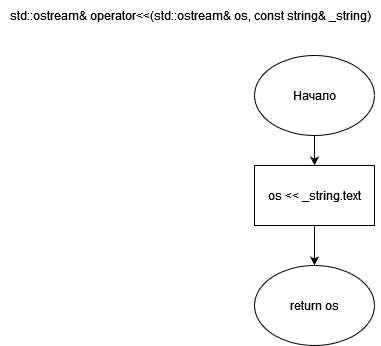 std::ostream& operator<<(std::ostream& os, const string& _string)
Начало
os << _string.text
return os